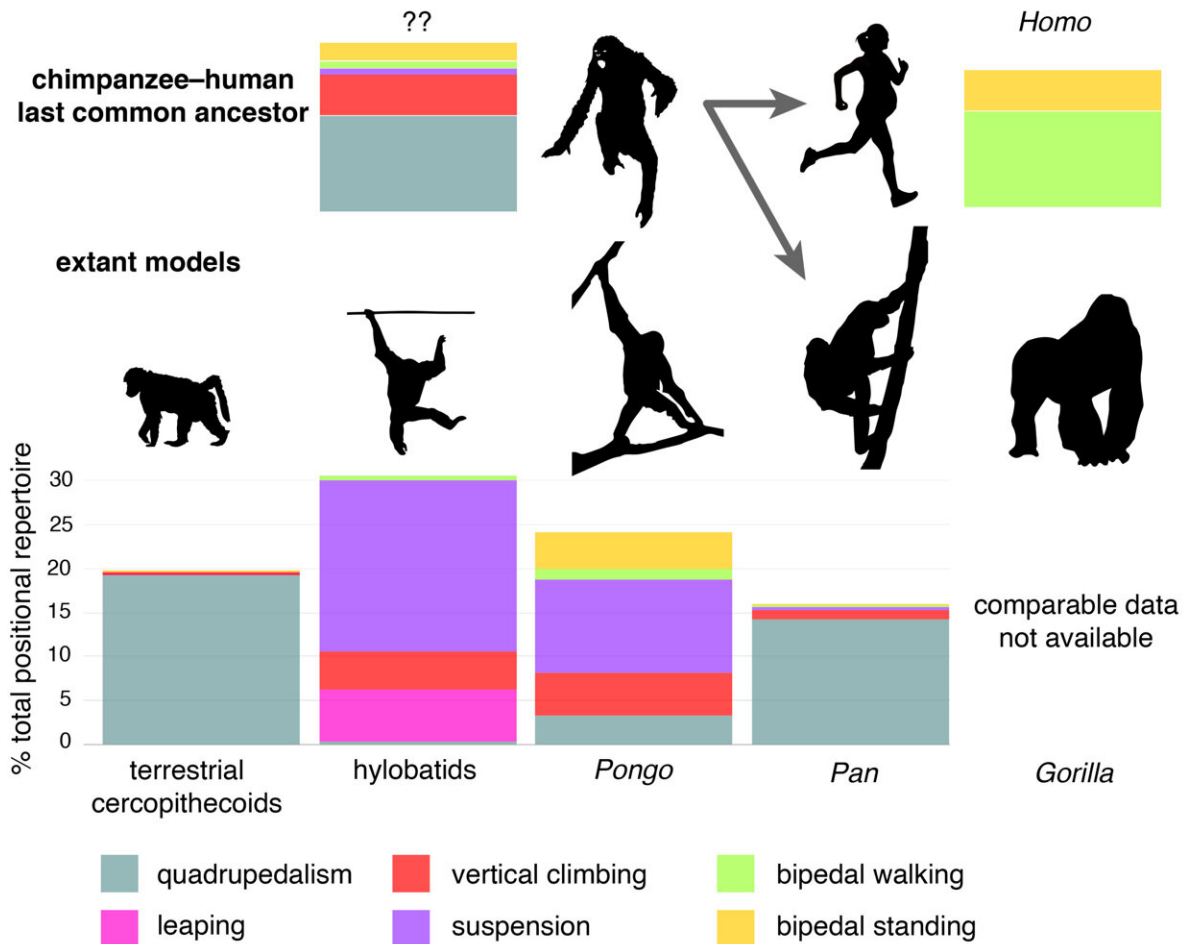 ??
Homo
chimpanzee–human
last common ancestor
extant models
% total positional repertoire
30
25
20
15
10
5
0
comparable data
not available
terrestrial
cercopithecoids
hylobatids
Pongo
Pan
Gorilla
quadrupedalism
vertical climbing
bipedal walking
leaping
suspension
bipedal standing